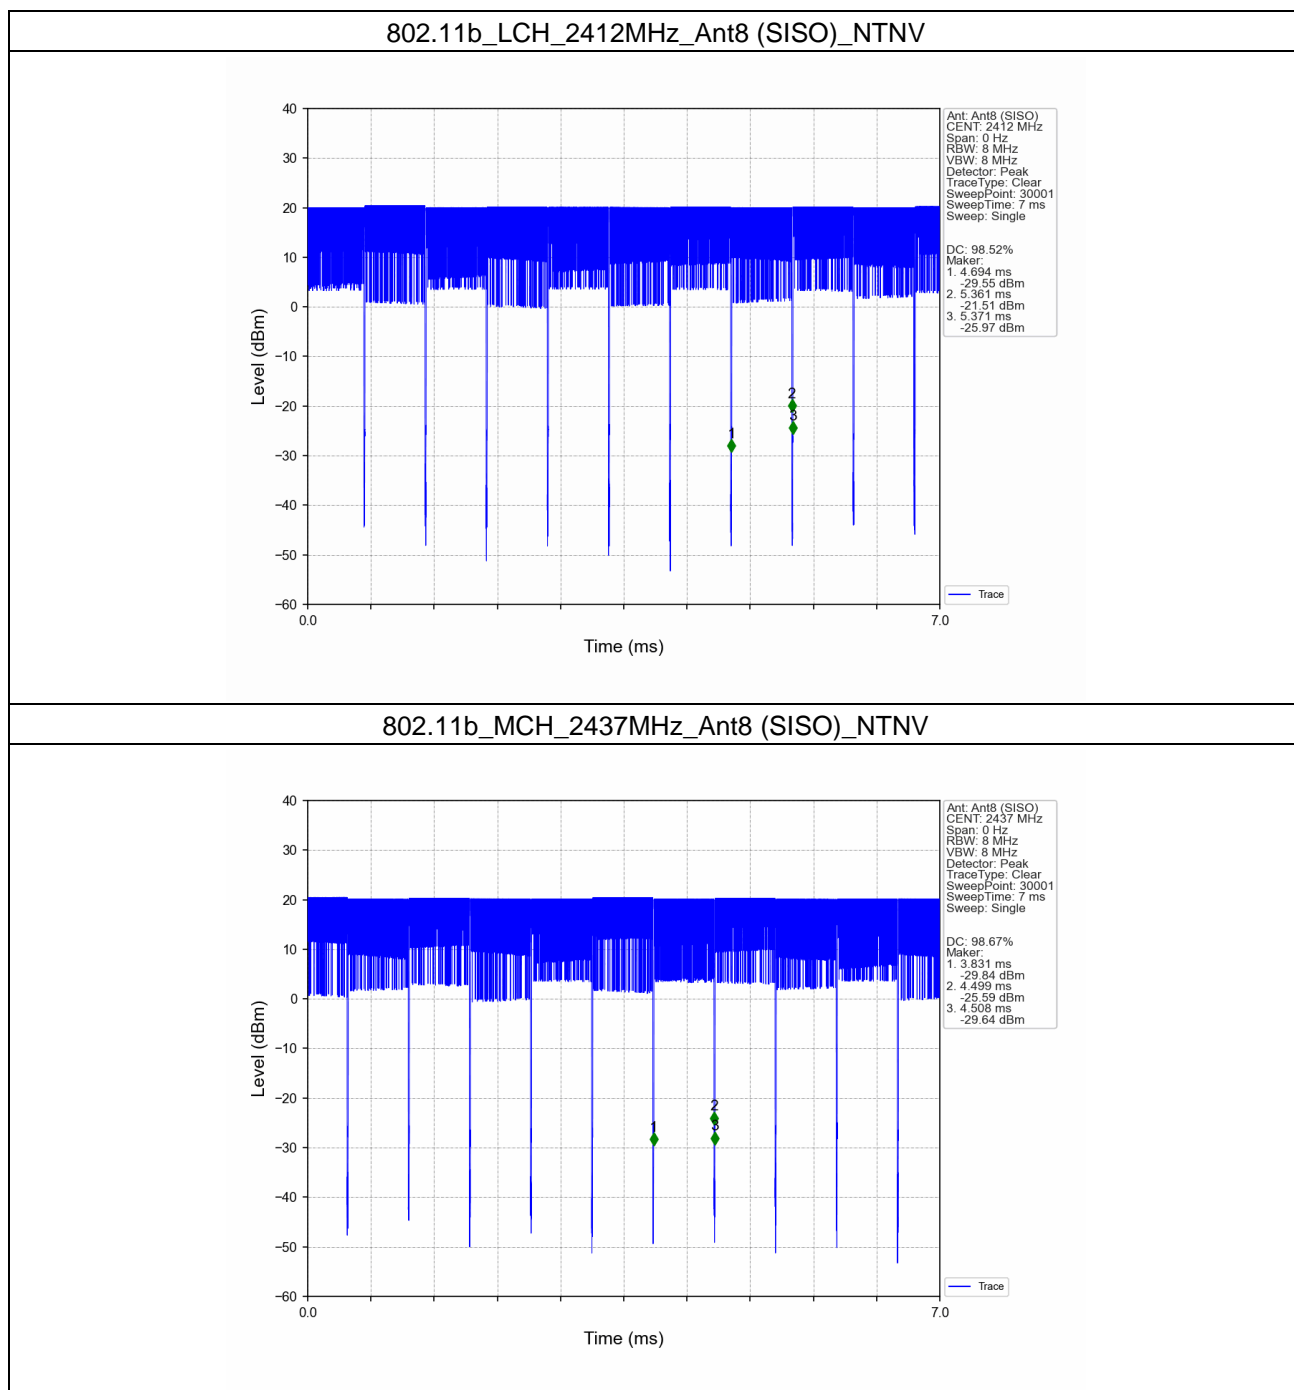 802.11b_LCH_2412MHz_Ant8 (SISO)_NTNV
40
30
20
10
0
−10
−20
−30
−40
−50
−60
Level (dBm)
0.0
7.0
Time (ms)
1
2
3
Ant: Ant8 (SISO)
CENT: 2412 MHz
Span: 0 Hz
RBW: 8 MHz
VBW: 8 MHz
Detector: Peak
TraceType: Clear
SweepPoint: 30001
SweepTime: 7 ms
Sweep: Single
DC: 98.52%
Maker:
1. 4.694 ms
-29.55 dBm
2. 5.361 ms
-21.51 dBm
3. 5.371 ms
-25.97 dBm
Trace
802.11b_MCH_2437MHz_Ant8 (SISO)_NTNV
40
30
20
10
0
−10
−20
−30
−40
−50
−60
Level (dBm)
0.0
7.0
Time (ms)
1
2
3
Ant: Ant8 (SISO)
CENT: 2437 MHz
Span: 0 Hz
RBW: 8 MHz
VBW: 8 MHz
Detector: Peak
TraceType: Clear
SweepPoint: 30001
SweepTime: 7 ms
Sweep: Single
DC: 98.67%
Maker:
1. 3.831 ms
-29.84 dBm
2. 4.499 ms
-25.59 dBm
3. 4.508 ms
-29.64 dBm
Trace